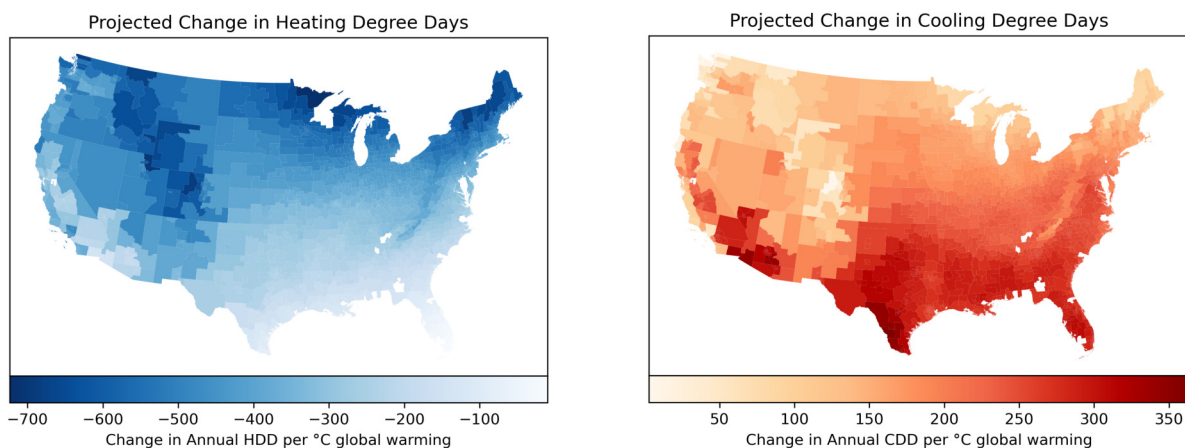 Projected Change in Heating Degree Days
−700 −600 −500 −400 −300 −200 −100
Change in Annual HDD per °C global warming
Projected Change in Cooling Degree Days
50 100 150 200 250 300 350
Change in Annual CDD per °C global warming